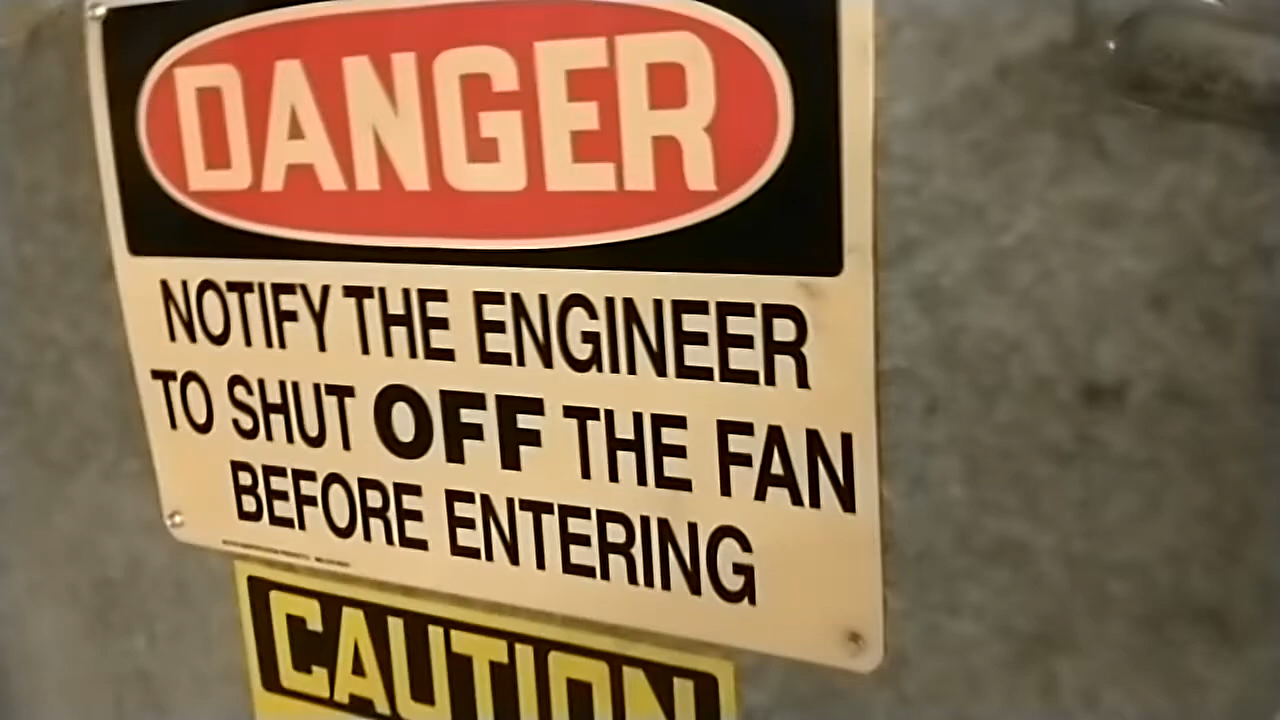 DANGER
NOTIFY THE ENGINEER
TO SHUT OFF THE FAN
BEFORE ENTERING
CAUTION